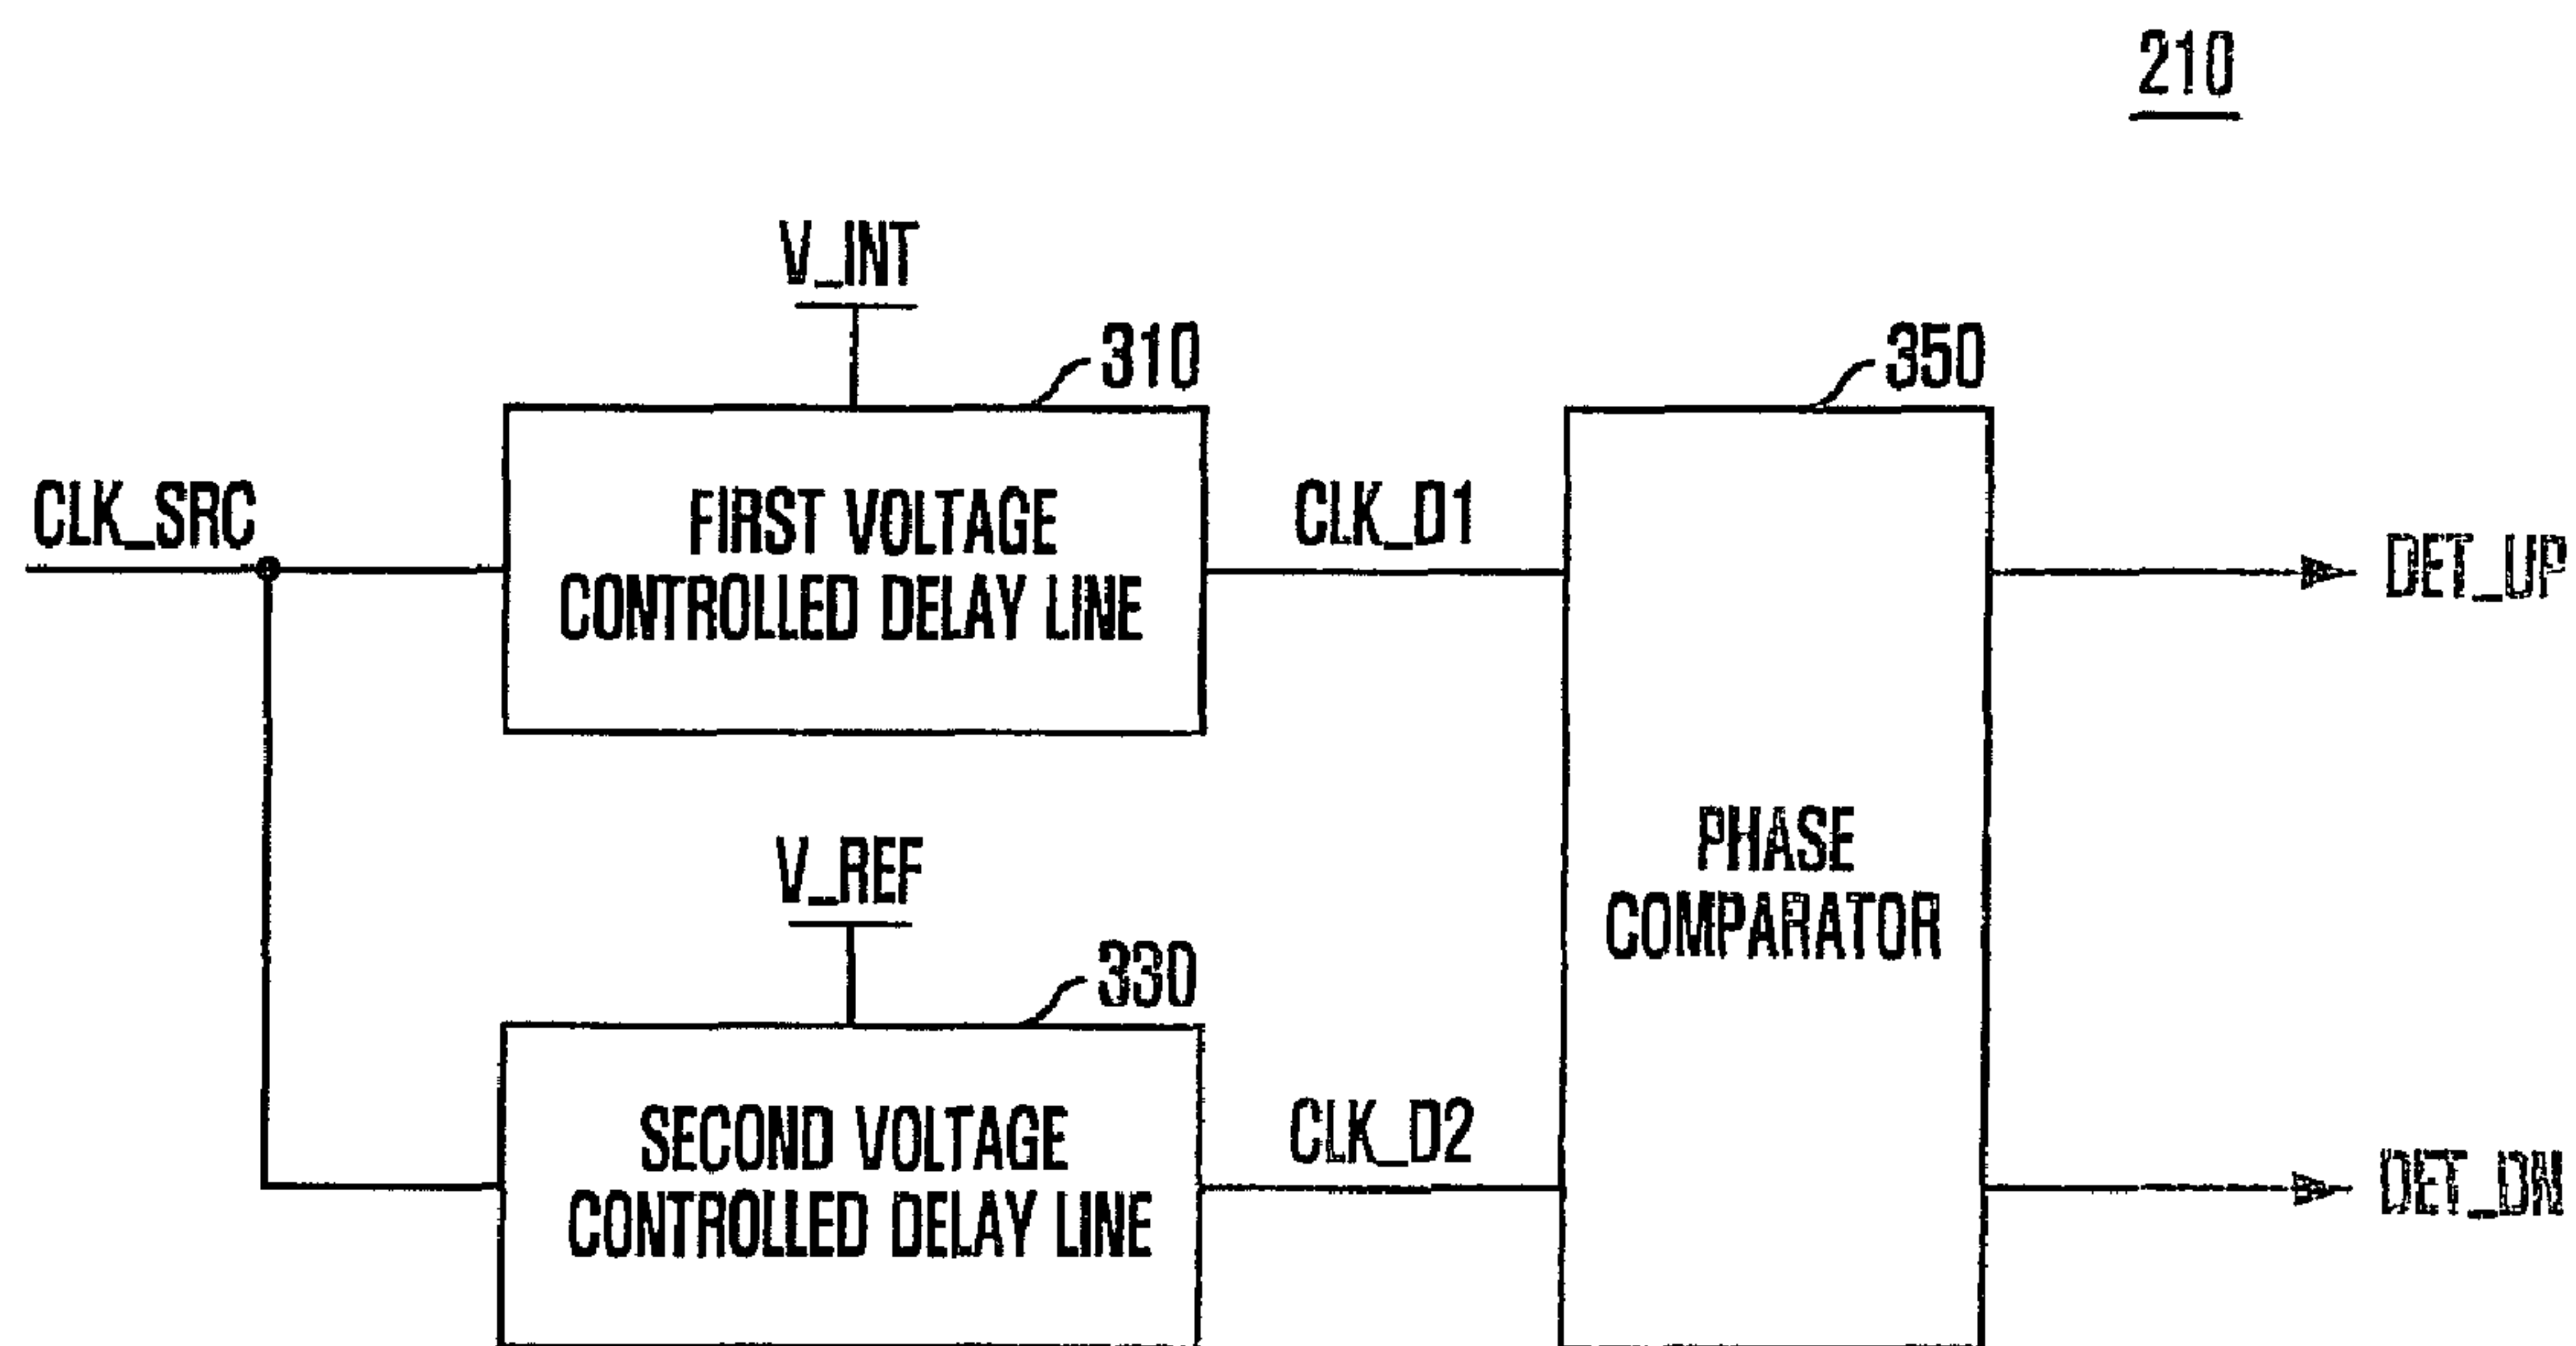 210
V_INT
310
350
CLK_SRC
FIRST VOLTAGE
CONTROLLED DELAY LINE
CLK_D1
DET_UP
V_REF
330
PHASE
COMPARATOR
SECOND VOLTAGE
CONTROLLED DELAY LINE
CLK_D2
DET_DN